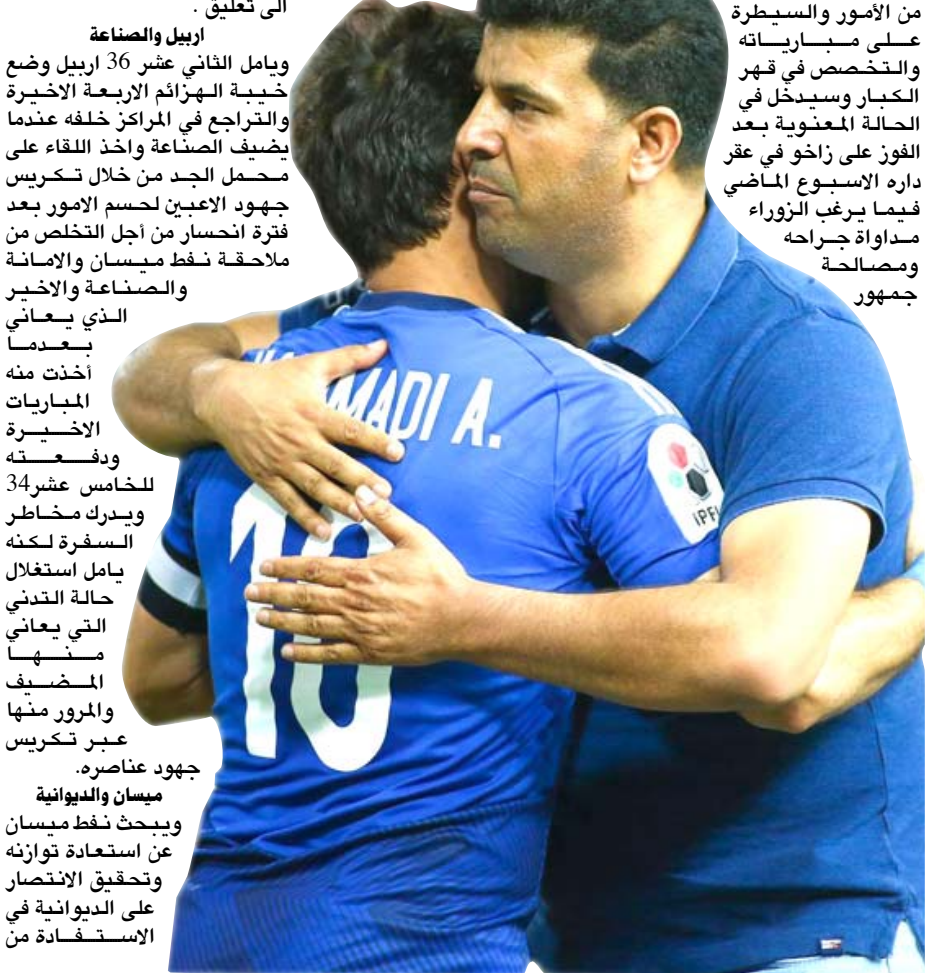 من الأمور والسيطرة
على مبارياته
والتخصص في قهر
الكبار وسيدخل في
الحالة المعنوية بعد
الفوز على زاخو في عقر
داره الاسبوع الماضي
فيما يرغب الزوراء
مداواة جراحه
ومصالحة
جمهور
الى تعليق .
اربيل والصناعة
ويامل الثاني عشر 36 اربيل وضع
خيبة الهزائم الاربعة الاخيرة
والتراجع في المراكز خلفه عندما
يضيف الصناعة واخذ اللقاء على
محمل الجد من خلال تكريس
جهود الاعبين لحسم الامور بعد
فترة انحسار من أجل التخلص من
ملاحقة نفط ميسان والامانة
والصناعة والاخير
الذي يعاني
بعدما
أخذت منه
المباريات
الاخيرة
ودفعته
للخامس عشر34
ويدرك مخاطر
السفرة لكنه
يامل استغلال
حالة التدني
التي يعاني
منها
المضيف
والمرور منها
عبر تكريس
جهود عناصره.
ميسان والديوانية
ويبحث نفط ميسان
عن استعادة توازنه
وتحقيق الانتصار
على الديوانية في
الاستفادة من
MADI A.
10
IPFL